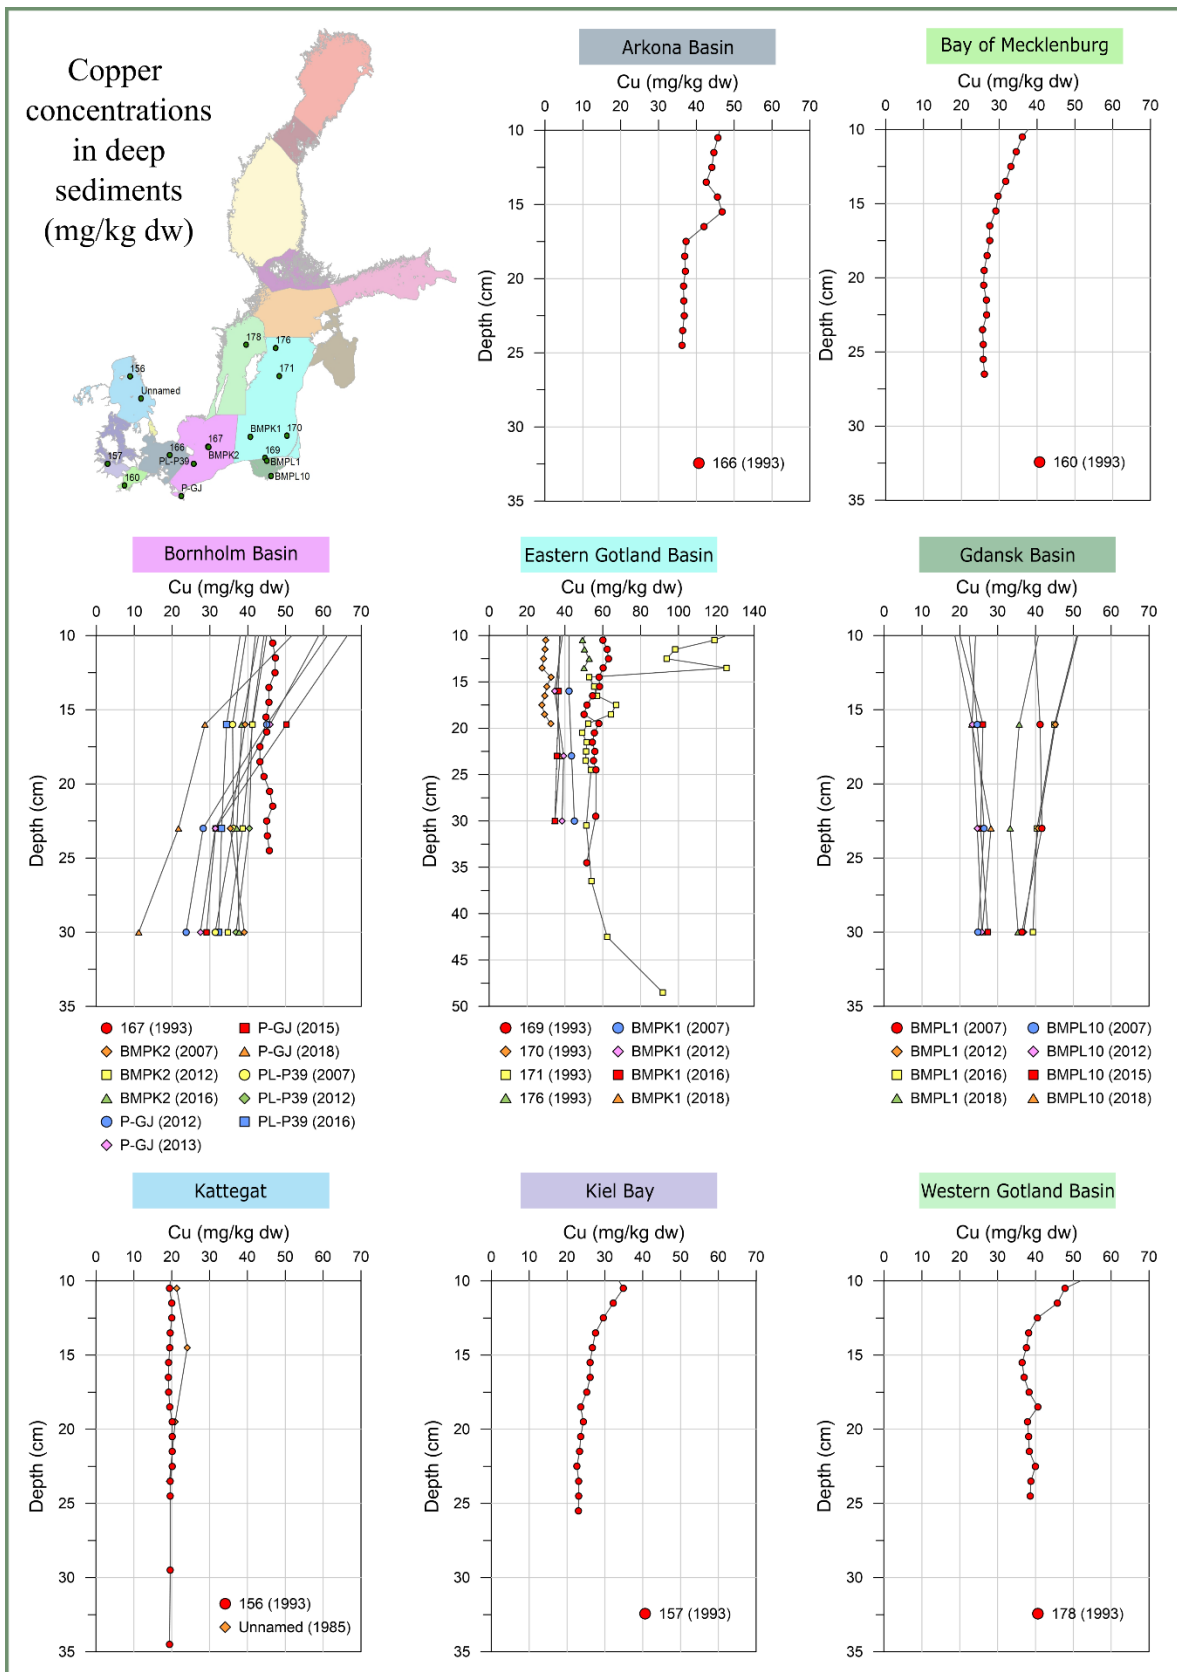 Copper
concentrations
in deep
sediments
(mg/kg dw)
178
176
171
156
Unnamed
BMPK1
170
167
BMPK2
166
PL-P39
157
160
169
BMPL1
BMPL10
P-GJ
Arkona Basin
Cu (mg/kg dw)
0 10 20 30 40 50 60 70
10
15
20
25
30
35
Depth (cm)
166 (1993)
Bay of Mecklenburg
Cu (mg/kg dw)
0 10 20 30 40 50 60 70
10
15
20
25
30
35
Depth (cm)
160 (1993)
Bornholm Basin
Cu (mg/kg dw)
0 10 20 30 40 50 60 70
10
15
20
25
30
35
Depth (cm)
167 (1993) P-GJ (2015)
BMPK2 (2007) P-GJ (2018)
BMPK2 (2012) PL-P39 (2007)
BMPK2 (2016) PL-P39 (2012)
P-GJ (2012) PL-P39 (2016)
P-GJ (2013)
Eastern Gotland Basin
Cu (mg/kg dw)
0 20 40 60 80 100 120 140
10
15
20
25
30
35
40
45
50
Depth (cm)
169 (1993) BMPK1 (2007)
170 (1993) BMPK1 (2012)
171 (1993) BMPK1 (2016)
176 (1993) BMPK1 (2018)
Gdansk Basin
Cu (mg/kg dw)
0 10 20 30 40 50 60 70
10
15
20
25
30
35
Depth (cm)
BMPL1 (2007) BMPL10 (2007)
BMPL1 (2012) BMPL10 (2012)
BMPL1 (2016) BMPL10 (2015)
BMPL1 (2018) BMPL10 (2018)
Kattegat
Cu (mg/kg dw)
0 10 20 30 40 50 60 70
10
15
20
25
30
35
Depth (cm)
156 (1993)
Unnamed (1985)
Kiel Bay
Cu (mg/kg dw)
0 10 20 30 40 50 60 70
10
15
20
25
30
35
Depth (cm)
157 (1993)
Western Gotland Basin
Cu (mg/kg dw)
0 10 20 30 40 50 60 70
10
15
20
25
30
35
Depth (cm)
178 (1993)